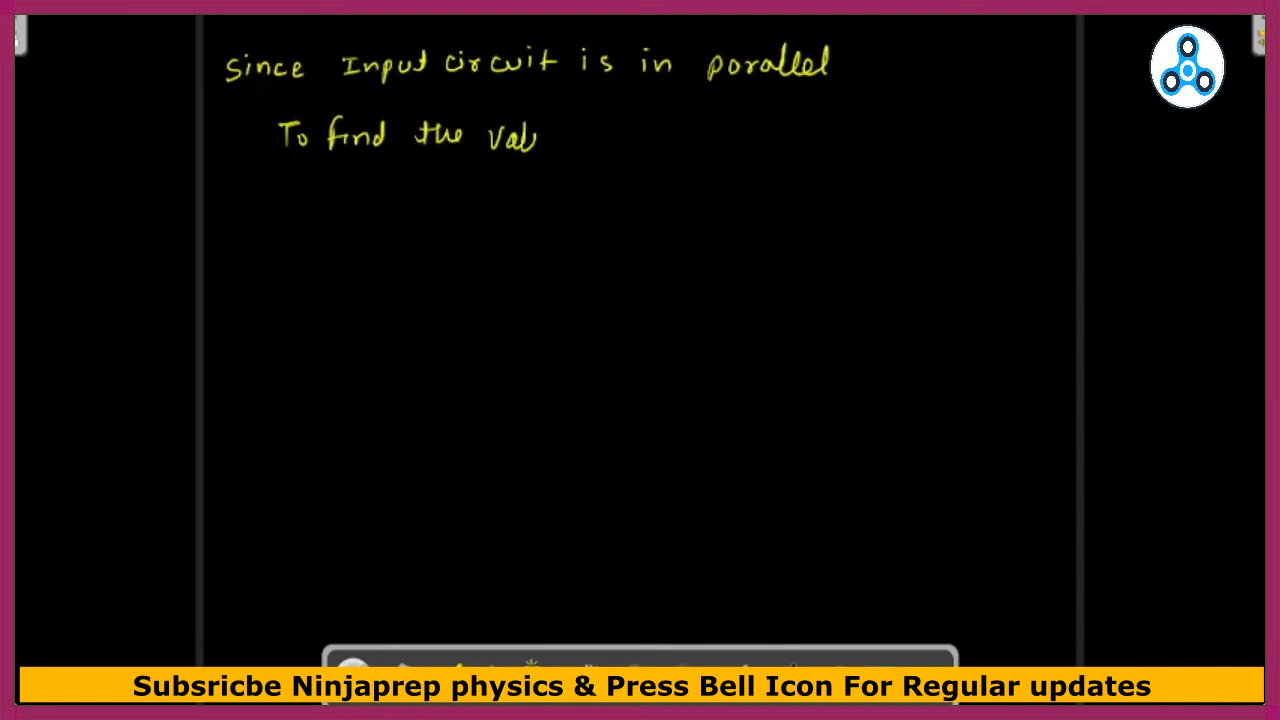 Since Input circuit is in parallel
To find the Val
Subsricbe Ninjaprep physics & Press Bell Icon For Regular updates